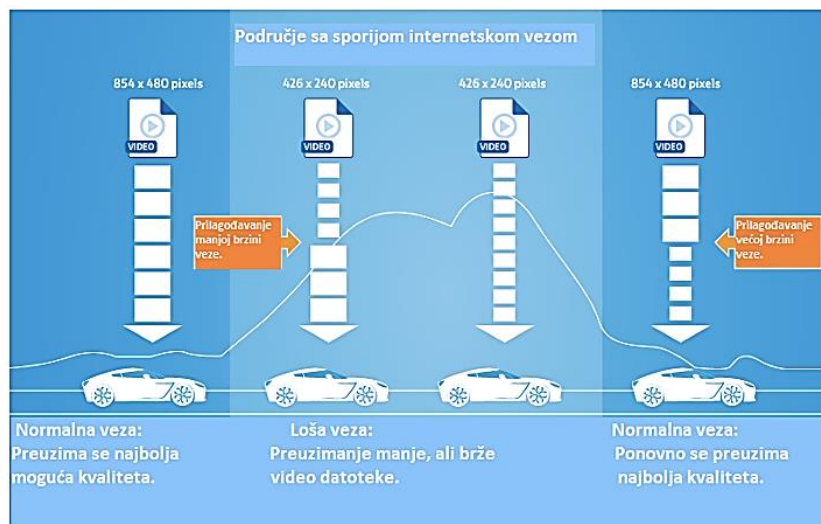 Područje sa sporijom internetskom vezom
854 x 480 pixels
426 x 240 pixels
426 x 240 pixels
854 x 480 pixels
VIDEO
VIDEO
VIDEO
VIDEO
Prilagođavanje
manjoj brzini
veze.
Prilagođavanje
većoj brzini
veze.
Normalna veza:
Preuzima se najbolja
moguća kvaliteta.
Loša veza:
Preuzimanje manje, ali brže
video datoteke.
Normalna veza:
Ponovno se preuzima
najbolja kvaliteta.